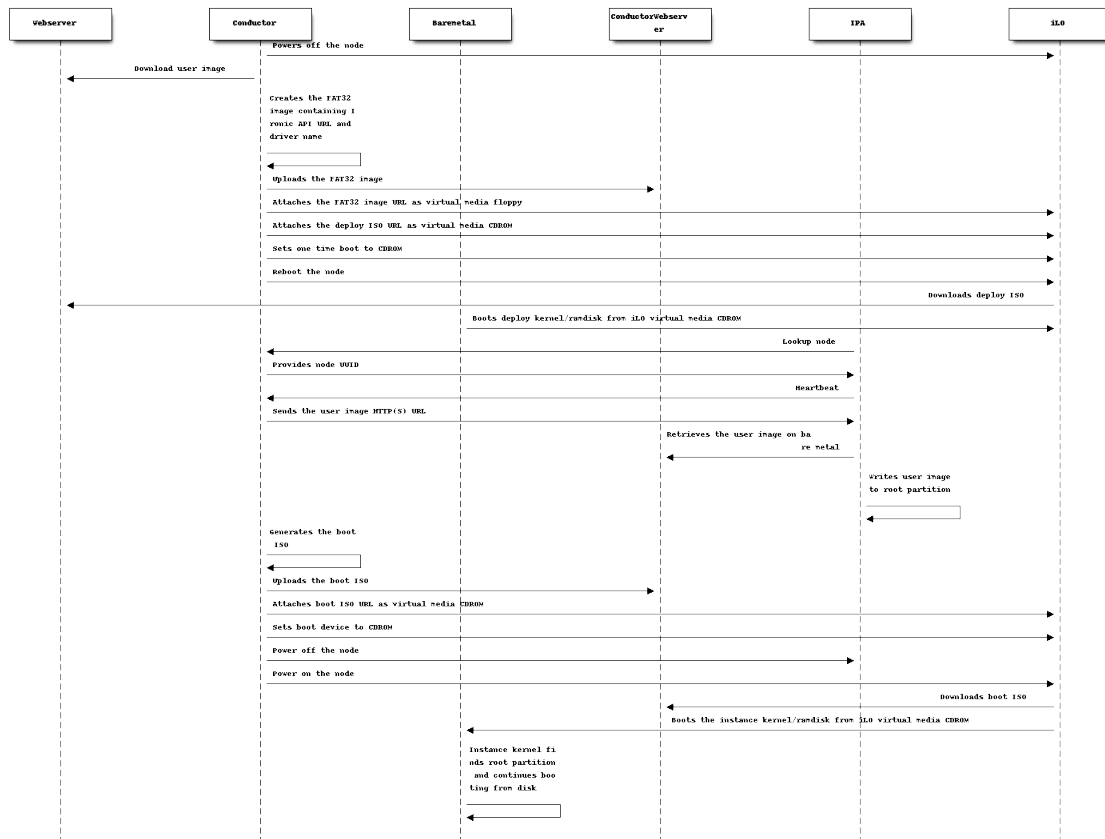 Webserver
Conductor
Baremetal
ConductorWebserv
er
IPA
iLO
Powers off the node
Download user image
Creates the FAT32
image containing I
ronic API URL and
driver name
Uploads the FAT32 image
Attaches the FAT32 image URL as virtual media floppy
Attaches the deploy ISO URL as virtual media CDROM
Sets one time boot to CDROM
Reboot the node
Downloads deploy ISO
Boots deploy kernel/ramdisk from iLO virtual media CDROM
Lookup node
Provides node UUID
Heartbeat
Sends the user image HTTP(S) URL
Retrieves the user image on ba
re metal
Writes user image
to root partition
Generates the boot
ISO
Uploads the boot ISO
Attaches boot ISO URL as virtual media CDROM
Sets boot device to CDROM
Power off the node
Power on the node
Downloads boot ISO
Boots the instance kernel/ramdisk from iLO virtual media CDROM
Instance kernel fi
nds root partition
and continues boo
ting from disk